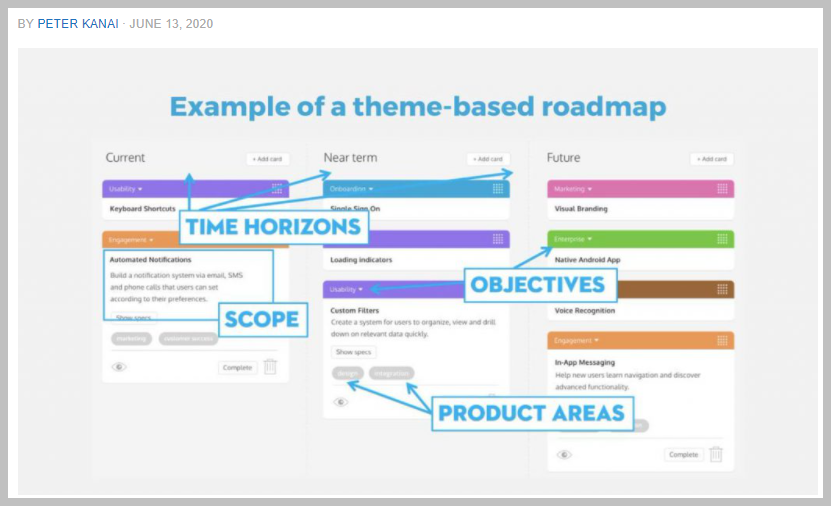 BY PETER KANAI · JUNE 13, 2020
Example of a theme-based roadmap
Current
+ Add card
Usability
Keyboard Shortcuts
Engagement
Automated Notifications
Build a notification system via email, SMS
and phone calls that users can set
according to their preferences.
Show specs
marketing
customer success
Complete
Near term
+ Add card
Onboarding
Single Sign On
Loading indicators
Usability
Custom Filters
Create a system for users to organize, view and drill
down on relevant data quickly.
Show specs
design
integration
Future
+ Add card
Marketing
Visual Branding
Enterprise
Native Android App
Voice Recognition
Engagement
In-App Messaging
Help new users learn navigation and discover
advanced functionality.
Complete
TIME HORIZONS
SCOPE
OBJECTIVES
PRODUCT AREAS